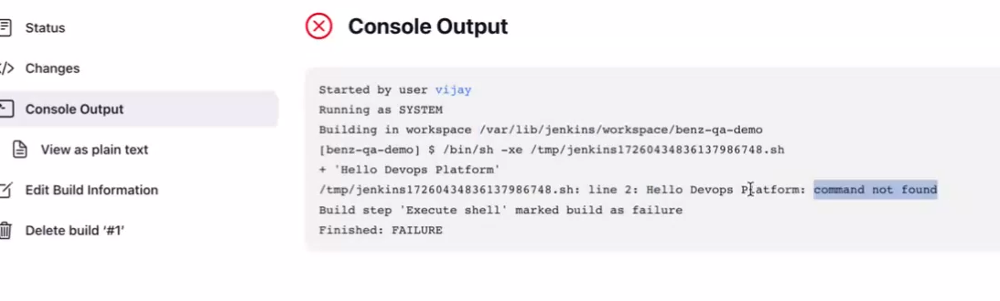 Status
Changes
Console Output
View as plain text
Edit Build Information
Delete build '#1'
Console Output
Started by user vijay
Running as SYSTEM
Building in workspace /var/lib/jenkins/workspace/benz-qa-demo
[benz-qa-demo] $ /bin/sh -xe /tmp/jenkins17260434836137986748.sh
+ 'Hello Devops Platform'
/tmp/jenkins17260434836137986748.sh: line 2: Hello Devops Platform: command not found
Build step 'Execute shell' marked build as failure
Finished: FAILURE